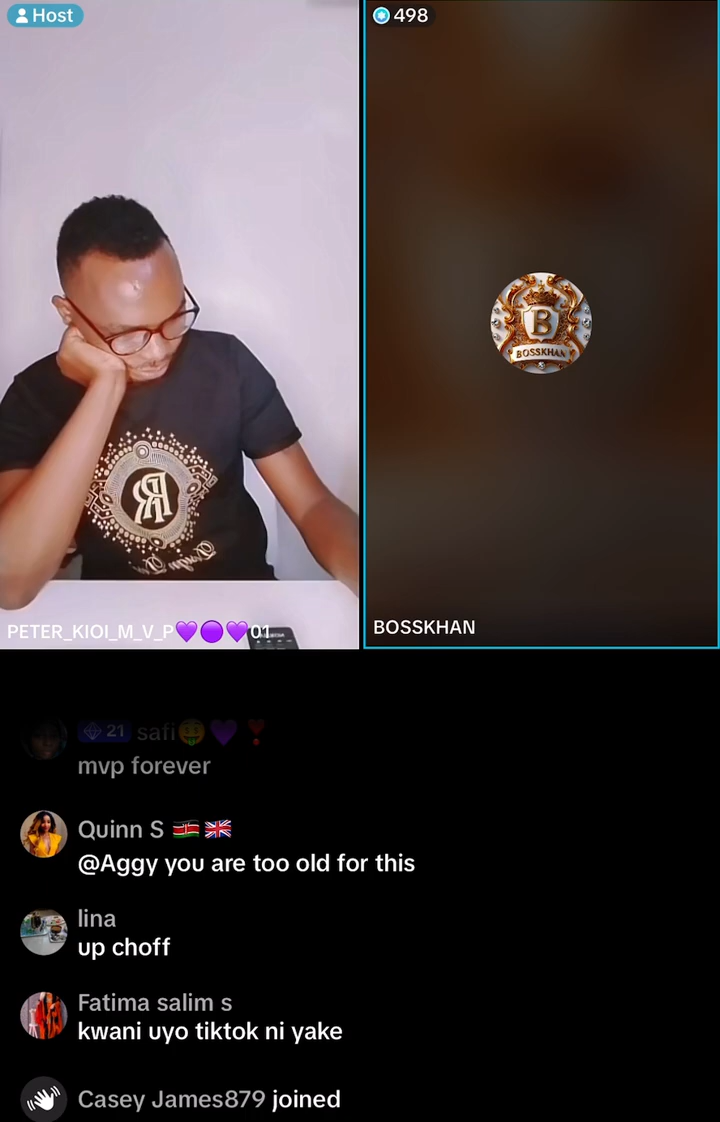 Host
498
B
BOSSKHAN
PETER_KIOI_M_V_P💜🟣💜01
BOSSKHAN
21 safi🤑💜❣️
mvp forever
Quinn S 🇰🇪🇬🇧
@Aggy you are too old for this
lina
up choff
Fatima salim s
kwani uyo tiktok ni yake
Casey James879 joined